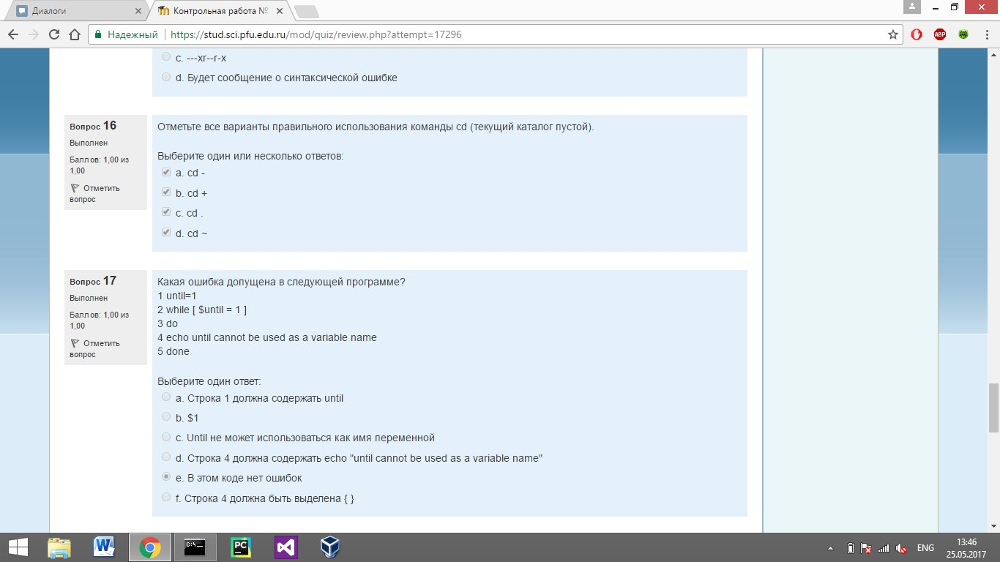 Диалоги
Контрольная работа №
Надежный https://stud.sci.pfu.edu.ru/mod/quiz/review.php?attempt=17296
ABP
c. ---xr--r-x
d. Будет сообщение о синтаксической ошибке
Вопрос 16
Выполнен
Баллов: 1,00 из
1,00
Отметить
вопрос
Отметьте все варианты правильного использования команды cd (текущий каталог пустой).
Выберите один или несколько ответов:
a. cd -
b. cd +
c. cd .
d. cd ~
Вопрос 17
Выполнен
Баллов: 1,00 из
1,00
Отметить
вопрос
Какая ошибка допущена в следующей программе?
1 until=1
2 while [ $until = 1 ]
3 do
4 echo until cannot be used as a variable name
5 done
Выберите один ответ:
a. Строка 1 должна содержать until
b. $1
c. Until не может использоваться как имя переменной
d. Строка 4 должна содержать echo "until cannot be used as a variable name"
e. В этом коде нет ошибок
f. Строка 4 должна быть выделена { }
W
C:\_
PC
ENG
13:46
25.05.2017